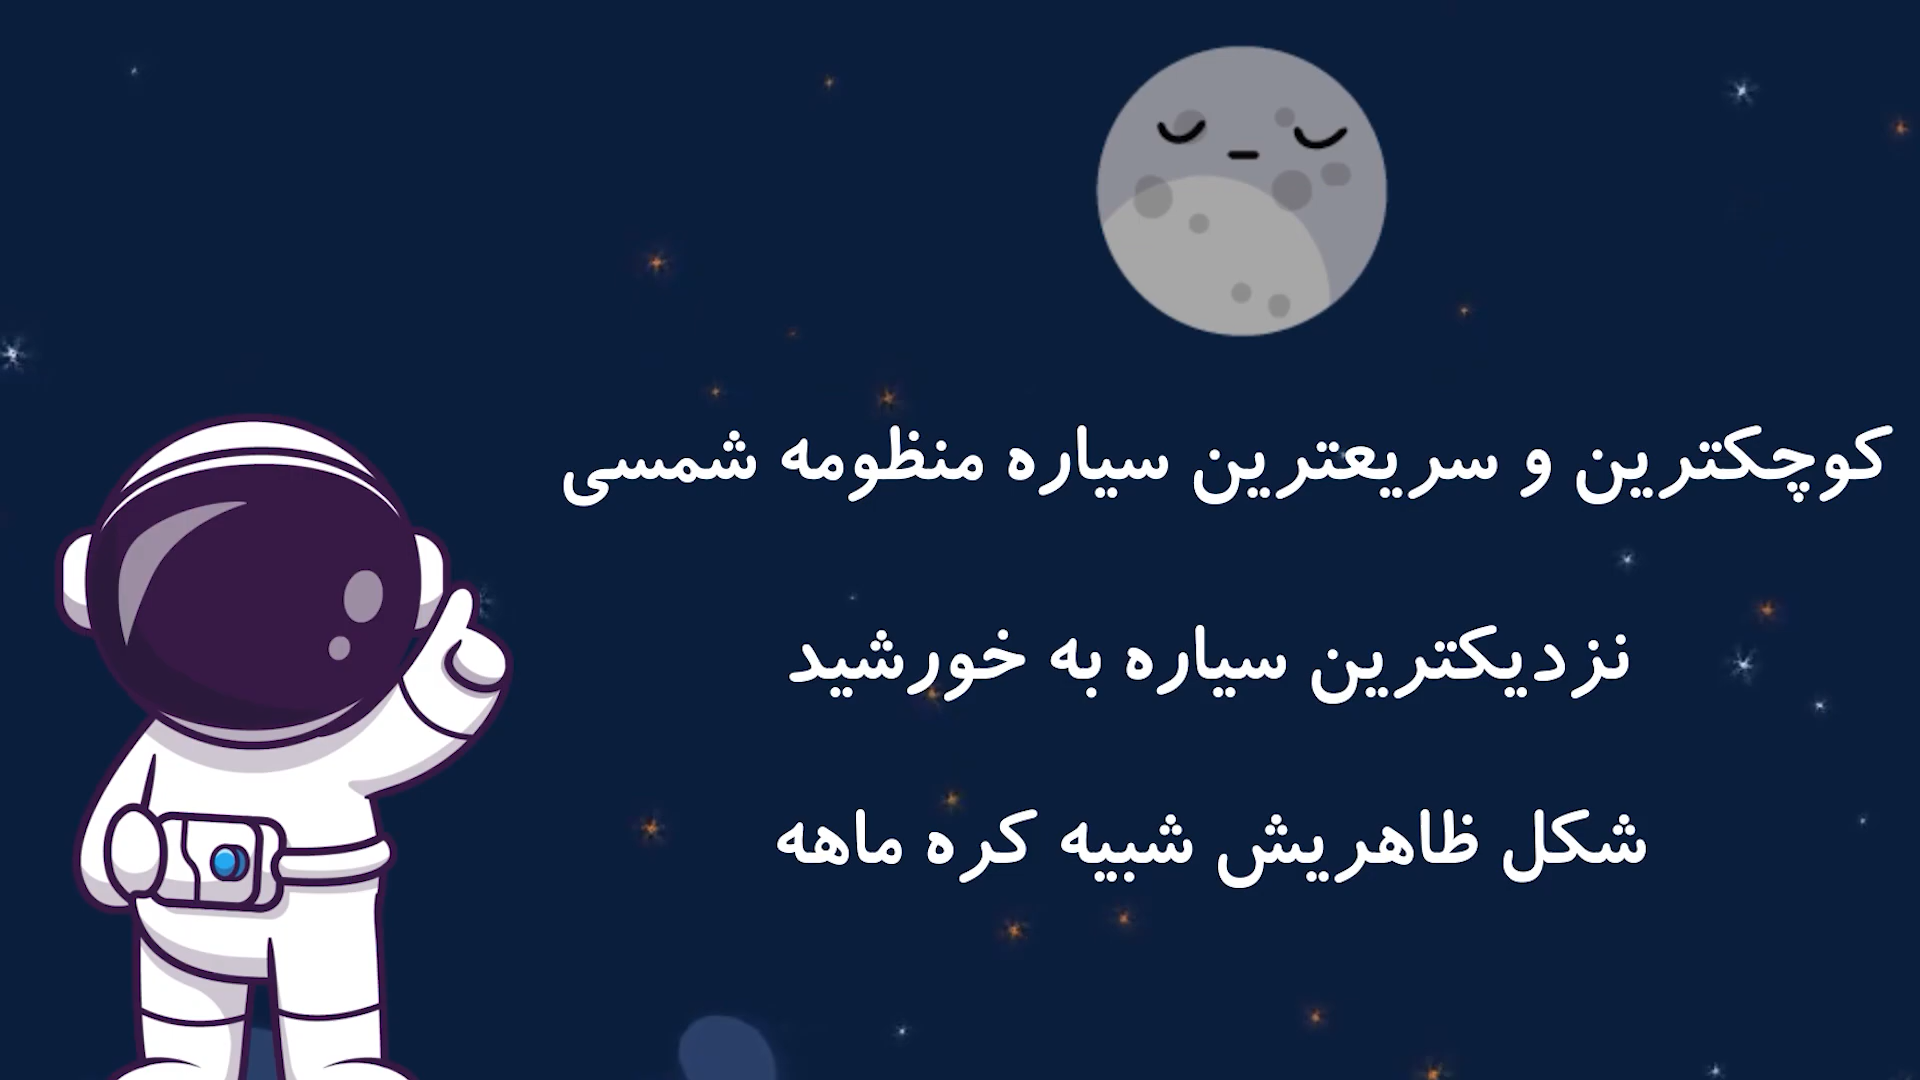 کوچکترین و سریعترین سیاره منظومه شمسی
نزدیکترین سیاره به خورشید
شکل ظاهریش شبیه کره ماهه